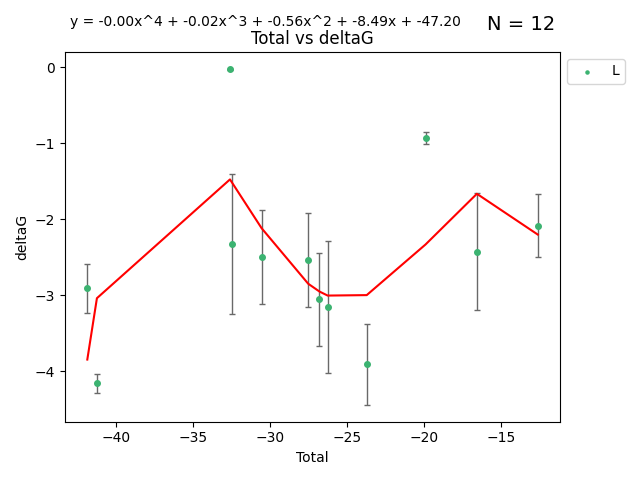 y = -0.00x^4 + -0.02x^3 + -0.56x^2 + -8.49x + -47.20
N = 12
Total vs deltaG
L
0
−1
−2
−3
−4
deltaG
−40
−35
−30
−25
−20
−15
Total